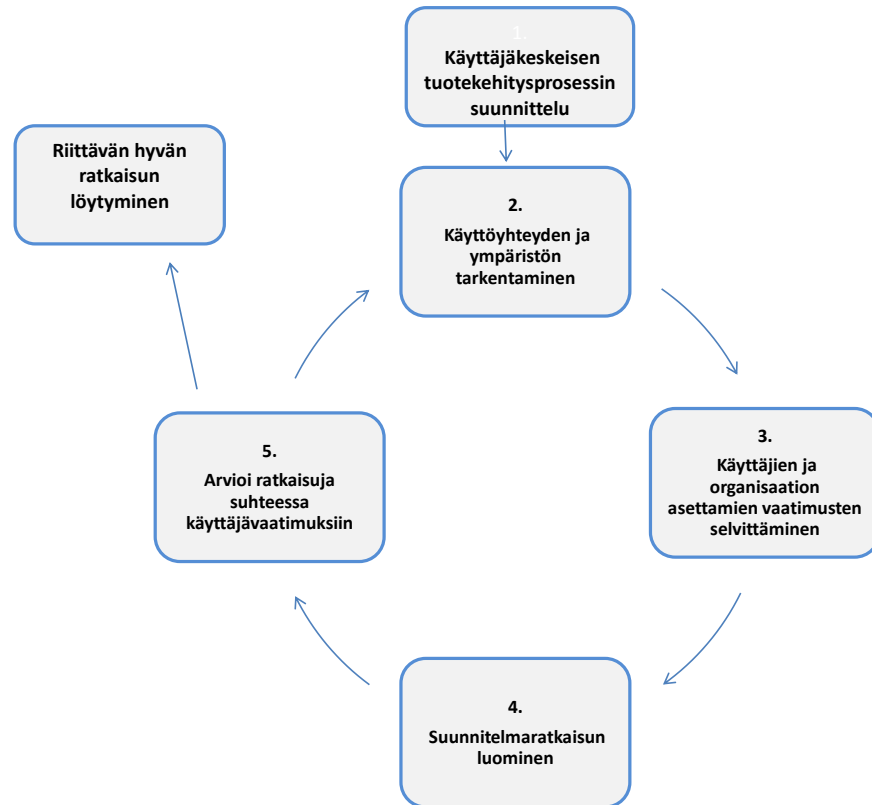 1.
Käyttäjäkeskeisen
tuotekehitysprosessin
suunnittelu
Riittävän hyvän
ratkaisun
löytyminen
2.
Käyttöyhteyden ja
ympäristön
tarkentaminen
3.
Käyttäjien ja
organisaation
asettamien vaatimusten
selvittäminen
5.
Arvioi ratkaisuja
suhteessa
käyttäjävaatimuksiin
4.
Suunnitelmaratkaisun
luominen